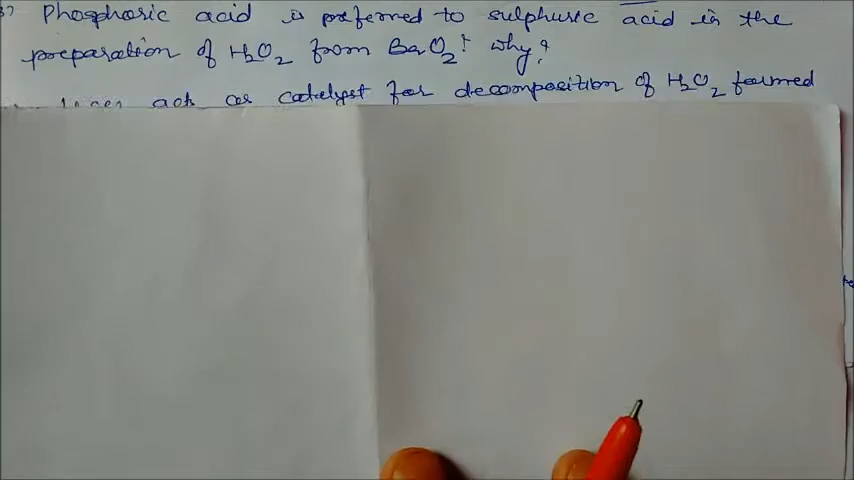 Phosphoric acid is preferred to sulphuric acid in the
preparation of H₂O₂ from BaO₂? why?
acts as catalyst for decomposition of H₂O₂ formed